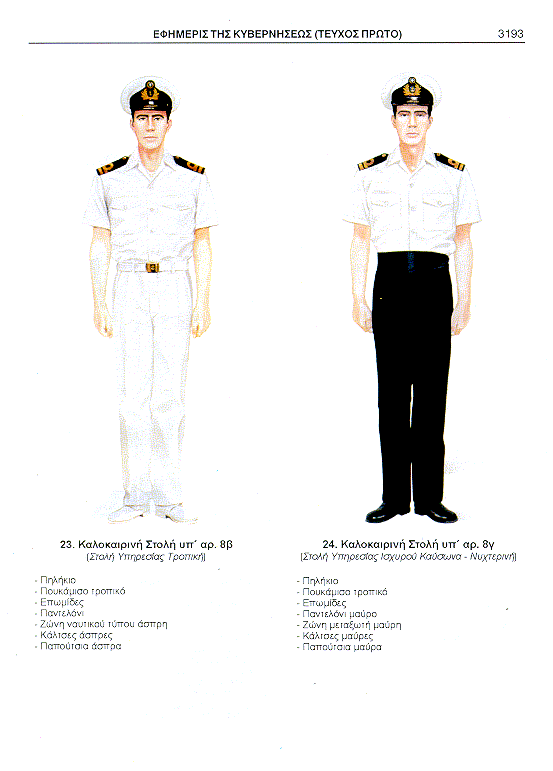 ΕΦΗΜΕΡΙΣ ΤΗΣ ΚΥΒΕΡΝΗΣΕΩΣ (ΤΕΥΧΟΣ ΠΡΩΤΟ)
3193
23. Καλοκαιρινή Στολή υπ΄ αρ. 8β
(Στολή Υπηρεσίας Τροπική)
- Πηλήκιο
- Πουκάμισο τροπικό
- Επωμίδες
- Παντελόνι
- Ζώνη ναυτικού τύπου άσπρη
- Κάλτσες άσπρες
- Παπούτσα άσπρα
24. Καλοκαιρινή Στολή υπ΄ αρ. 8γ
(Στολή Υπηρεσίας Ισχυρού Καύσωνα - Νυχτερινή)
- Πηλήκιο
- Πουκάμισο τροπικό
- Επωμίδες
- Παντελόνι μαύρο
- Ζώνη μεταξωτή μαύρη
- Κάλτσες μαύρες
- Παπούτσια μαύρα